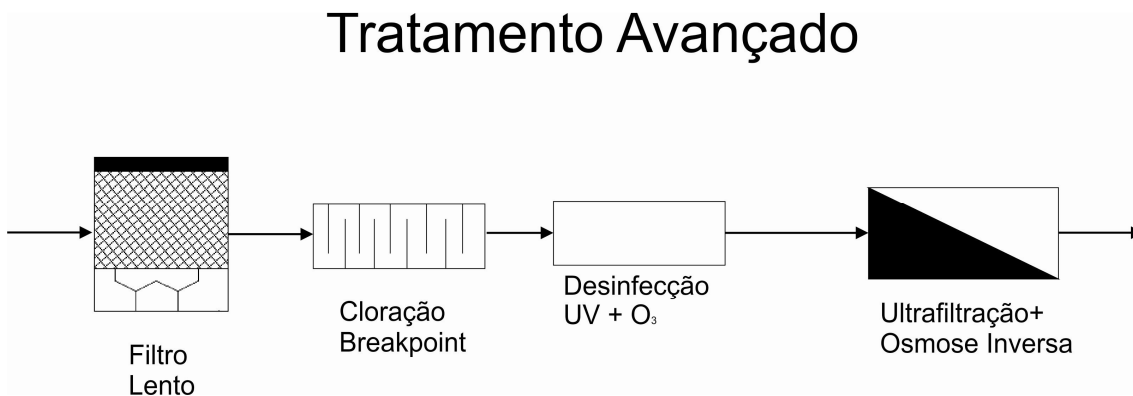 Tratamento Avançado
Filtro
Lento
Cloração
Breakpoint
Desinfecção
UV + O₃
Ultrafiltração+
Osmose Inversa